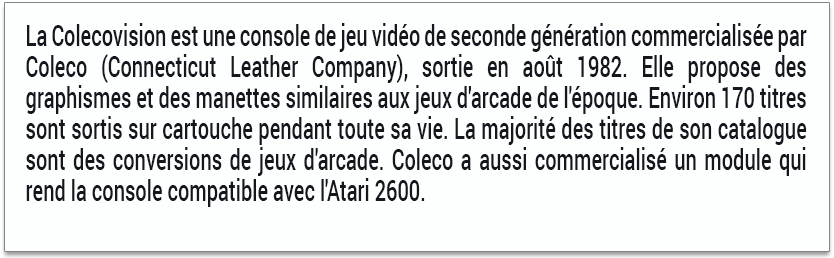 La Colecovision est une console de jeu vidéo de seconde génération commercialisée par
Coleco (Connecticut Leather Company), sortie en août 1982. Elle propose des
graphismes et des manettes similaires aux jeux d'arcade de l'époque. Environ 170 titres
sont sortis sur cartouche pendant toute sa vie. La majorité des titres de son catalogue
sont des conversions de jeux d'arcade. Coleco a aussi commercialisé un module qui
rend la console compatible avec l'Atari 2600.